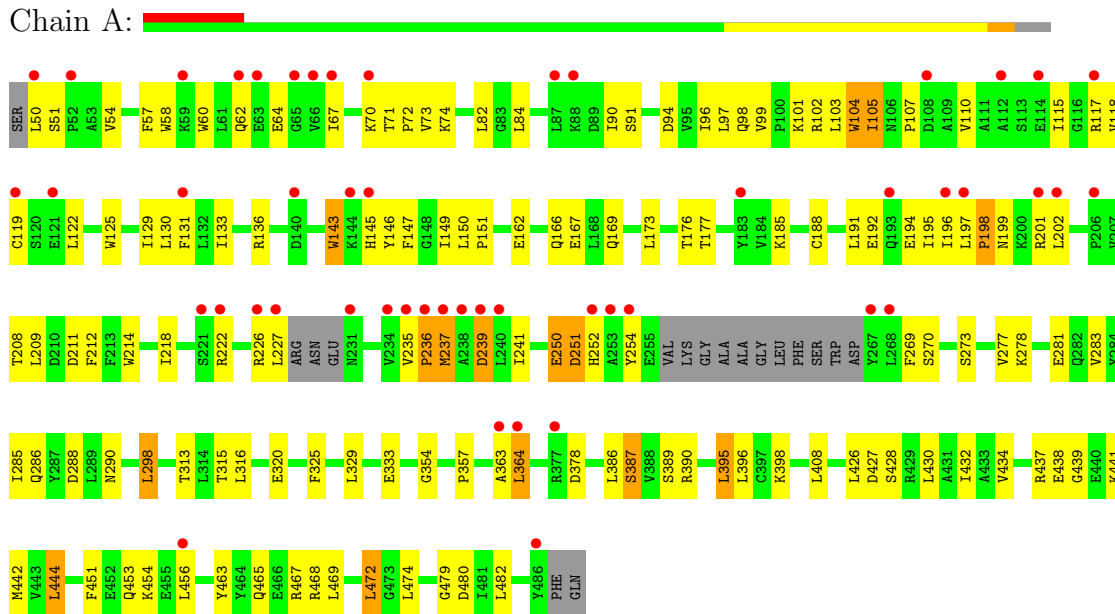 Chain A:
SER L50 S51 P52 A53 V54 F57 W58 K59 W60 L61 Q62 E63 E64 G65 V66 I67 K70 T71 P72 V73 K74 L82 G83 L84 L87 K88 D89 I90 S91 D94 V95 I96 L97 Q98 V99 P100 K101 R102 L103 W104 I105 N106 P107 D108 A109 V110 A111 A112 S113 E114 I115 G116 R117 V118
C119 S120 E121 L122 W125 I129 L130 F131 L132 I133 R136 D140 W143 K144 H145 Y146 F147 G148 I149 L150 P151 E162 Q166 E167 L168 Q169 L173 T176 T177 Y183 V184 K185 C188 L191 E192 Q193 E194 I195 I196 L197 P198 N199 K200 R201 L202 P206
T208 L209 D210 D211 F212 F213 W214 I218 S221 R222 R226 L227 ARG ASN GLU N231 V234 V235 P236 M237 A238 D239 L240 I241 E250 D251 H252 A253 Y254 E255 VAL LYS GLY ALA ALA GLY LEU PHE SER TRP ASP Y267 L268 F269 S270 S273 V277 K278 E281 Q282 V283 Y284
I285 Q286 Y287 D288 L289 N290 L298 T313 L314 T315 L316 E320 F325 L329 E333 G354 P357 A363 L364 R377 D378 L386 S387 V388 S389 R390 L395 L396 C397 K398 L408 L426 D427 S428 R429 L430 A431 I432 A433 V434 R437 E438 G439 E440 K441
M442 V443 L444 F451 E452 Q453 K454 E455 L456 Y463 Y464 Q465 E466 R467 R468 L469 L472 G473 L474 G479 D480 I481 L482 Y486 PHE GLN